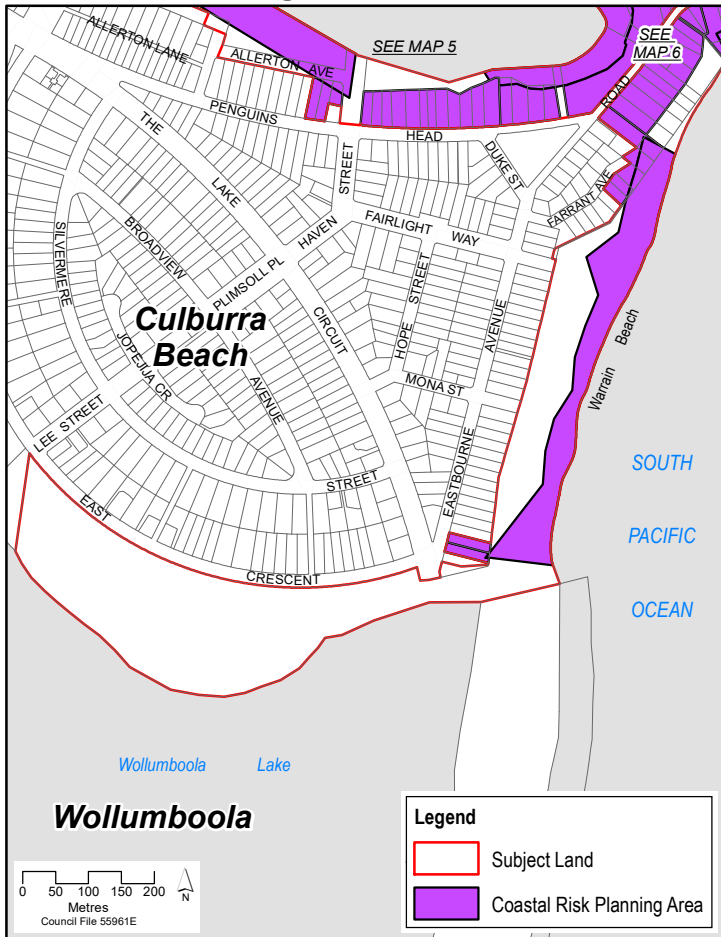 ALLERTON LANE
ALLERTON AVE
SEE MAP 5
SEE
MAP 6
ROAD
PENGUINS
HEAD
THE
LAKE
STREET
DUKE ST
FARRANT AVE
SILVERMERE
BROADVIEW
HAVEN
FAIRLIGHT WAY
PLIMSOLL PL
STREET
CIRCUIT
HOPE
AVENUE
Culburra
Beach
Warrain Beach
JOPEJIJA CR
AVENUE
MONA ST
LEE STREET
EASTBOURNE
STREET
EAST
CRESCENT
SOUTH
PACIFIC
OCEAN
Wollumboola Lake
Wollumboola
Legend
Subject Land
Coastal Risk Planning Area
0 50 100 150 200
Metres
Council File 55961E
N